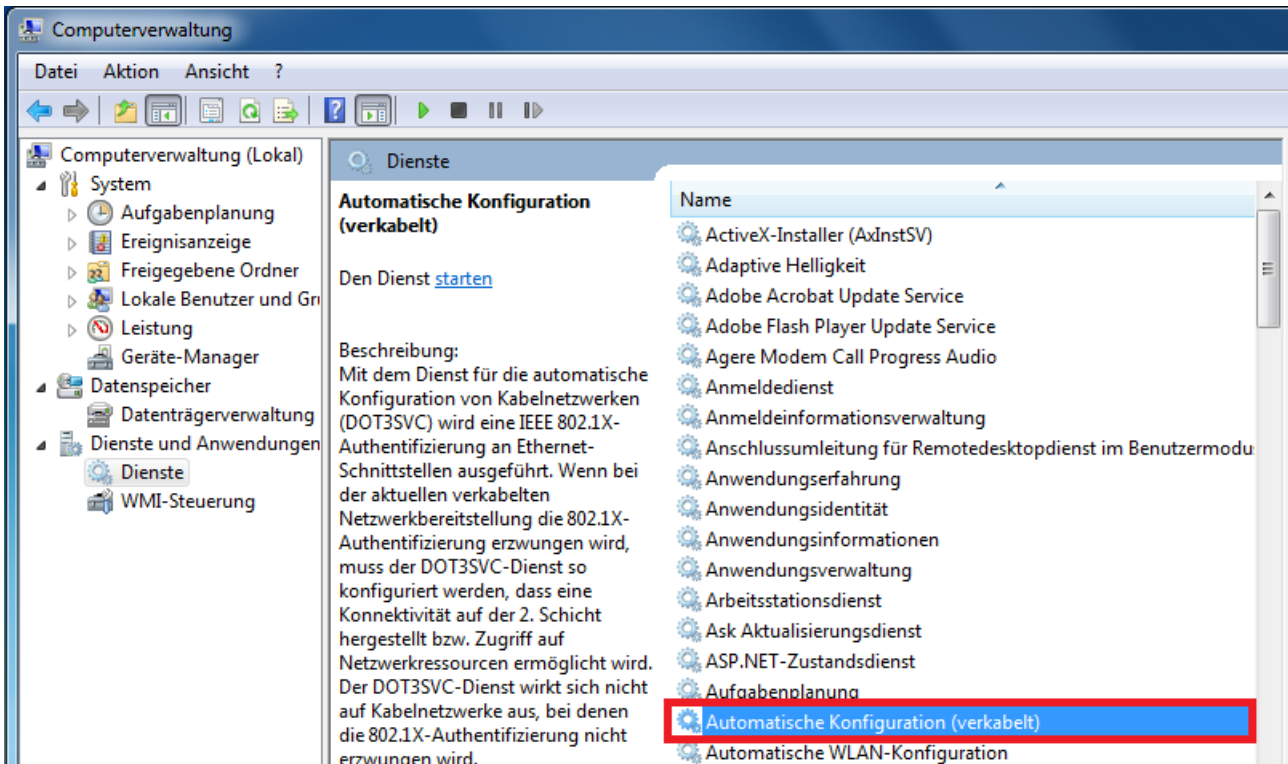 Computerverwaltung
Datei Aktion Ansicht ?
Computerverwaltung (Lokal)
System
Aufgabenplanung
Ereignisanzeige
Freigegebene Ordner
Lokale Benutzer und Gru
Leistung
Geräte-Manager
Datenspeicher
Datenträgerverwaltung
Dienste und Anwendungen
Dienste
WMI-Steuerung
Dienste
Automatische Konfiguration
(verkabelt)
Den Dienst starten
Beschreibung:
Mit dem Dienst für die automatische
Konfiguration von Kabelnetzwerken
(DOT3SVC) wird eine IEEE 802.1X-
Authentifizierung an Ethernet-
Schnittstellen ausgeführt. Wenn bei
der aktuellen verkabelten
Netzwerkbereitstellung die 802.1X-
Authentifizierung erzwungen wird,
muss der DOT3SVC-Dienst so
konfiguriert werden, dass eine
Konnektivität auf der 2. Schicht
hergestellt bzw. Zugriff auf
Netzwerkressourcen ermöglicht wird.
Der DOT3SVC-Dienst wirkt sich nicht
auf Kabelnetzwerke aus, bei denen
die 802.1X-Authentifizierung nicht
erzwungen wird.
Name
ActiveX-Installer (AxInstSV)
Adaptive Helligkeit
Adobe Acrobat Update Service
Adobe Flash Player Update Service
Agere Modem Call Progress Audio
Anmeldedienst
Anmeldeinformationsverwaltung
Anschlussumleitung für Remotedesktopdienst im Benutzermodu
Anwendungserfahrung
Anwendungsidentität
Anwendungsinformationen
Anwendungsverwaltung
Arbeitsstationsdienst
Ask Aktualisierungsdienst
ASP.NET-Zustandsdienst
Aufgabenplanung
Automatische Konfiguration (verkabelt)
Automatische WLAN-Konfiguration